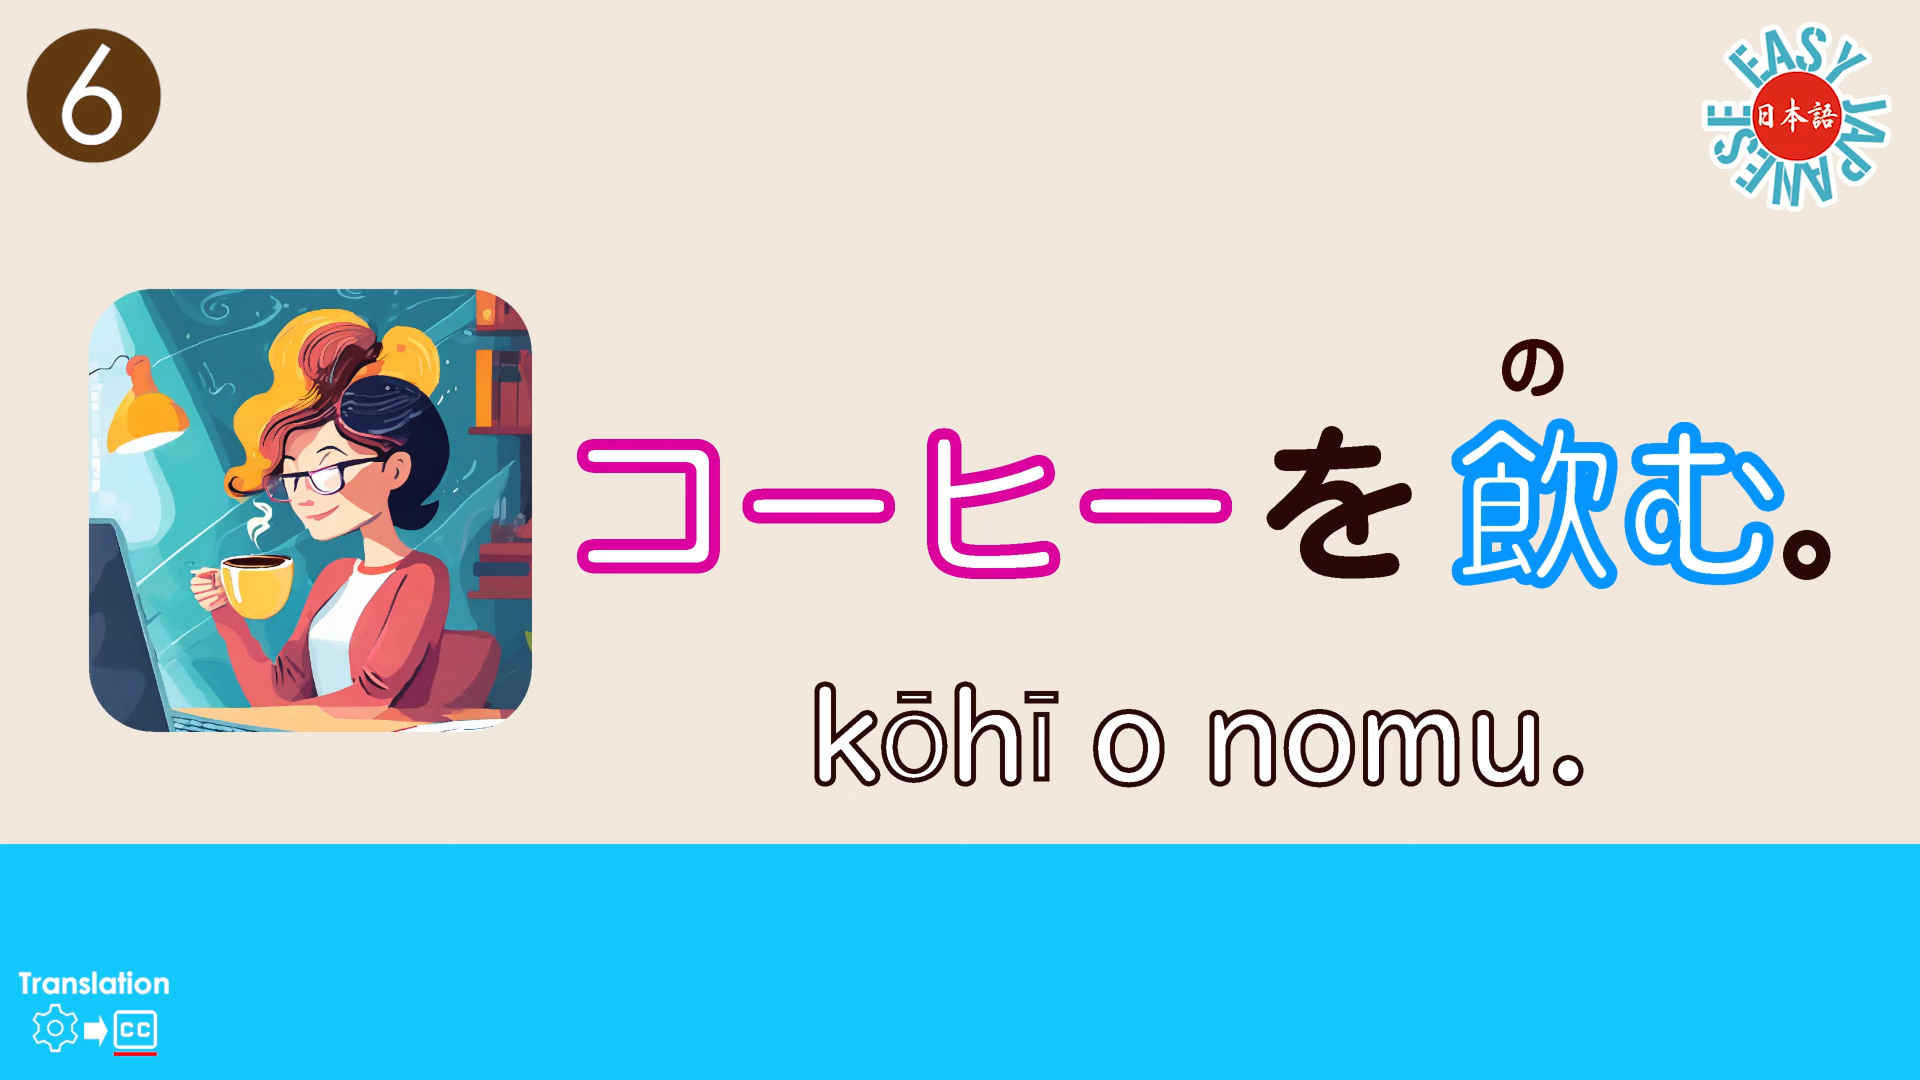 6
EASY JAPANESE
日本語
の
コーヒーを飲む。
kōhī o nomu.
Translation
CC